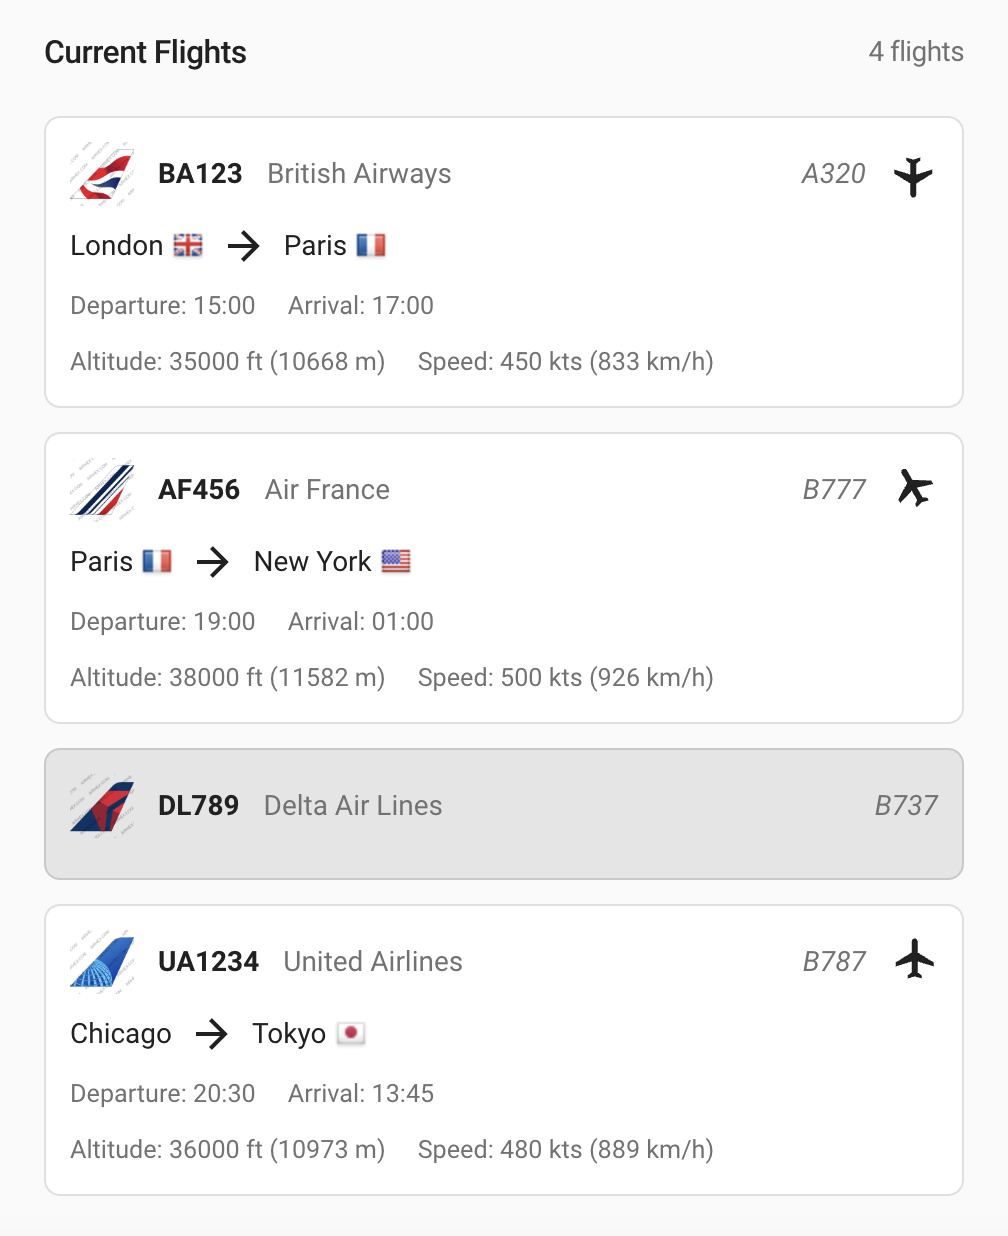 Current Flights 4 flights
BA123 British Airways A320
London 🇬🇧 → Paris 🇫🇷
Departure: 15:00 Arrival: 17:00
Altitude: 35000 ft (10668 m) Speed: 450 kts (833 km/h)
AF456 Air France B777
Paris 🇫🇷 → New York 🇺🇸
Departure: 19:00 Arrival: 01:00
Altitude: 38000 ft (11582 m) Speed: 500 kts (926 km/h)
DL789 Delta Air Lines B737
UA1234 United Airlines B787
Chicago → Tokyo 🇯🇵
Departure: 20:30 Arrival: 13:45
Altitude: 36000 ft (10973 m) Speed: 480 kts (889 km/h)